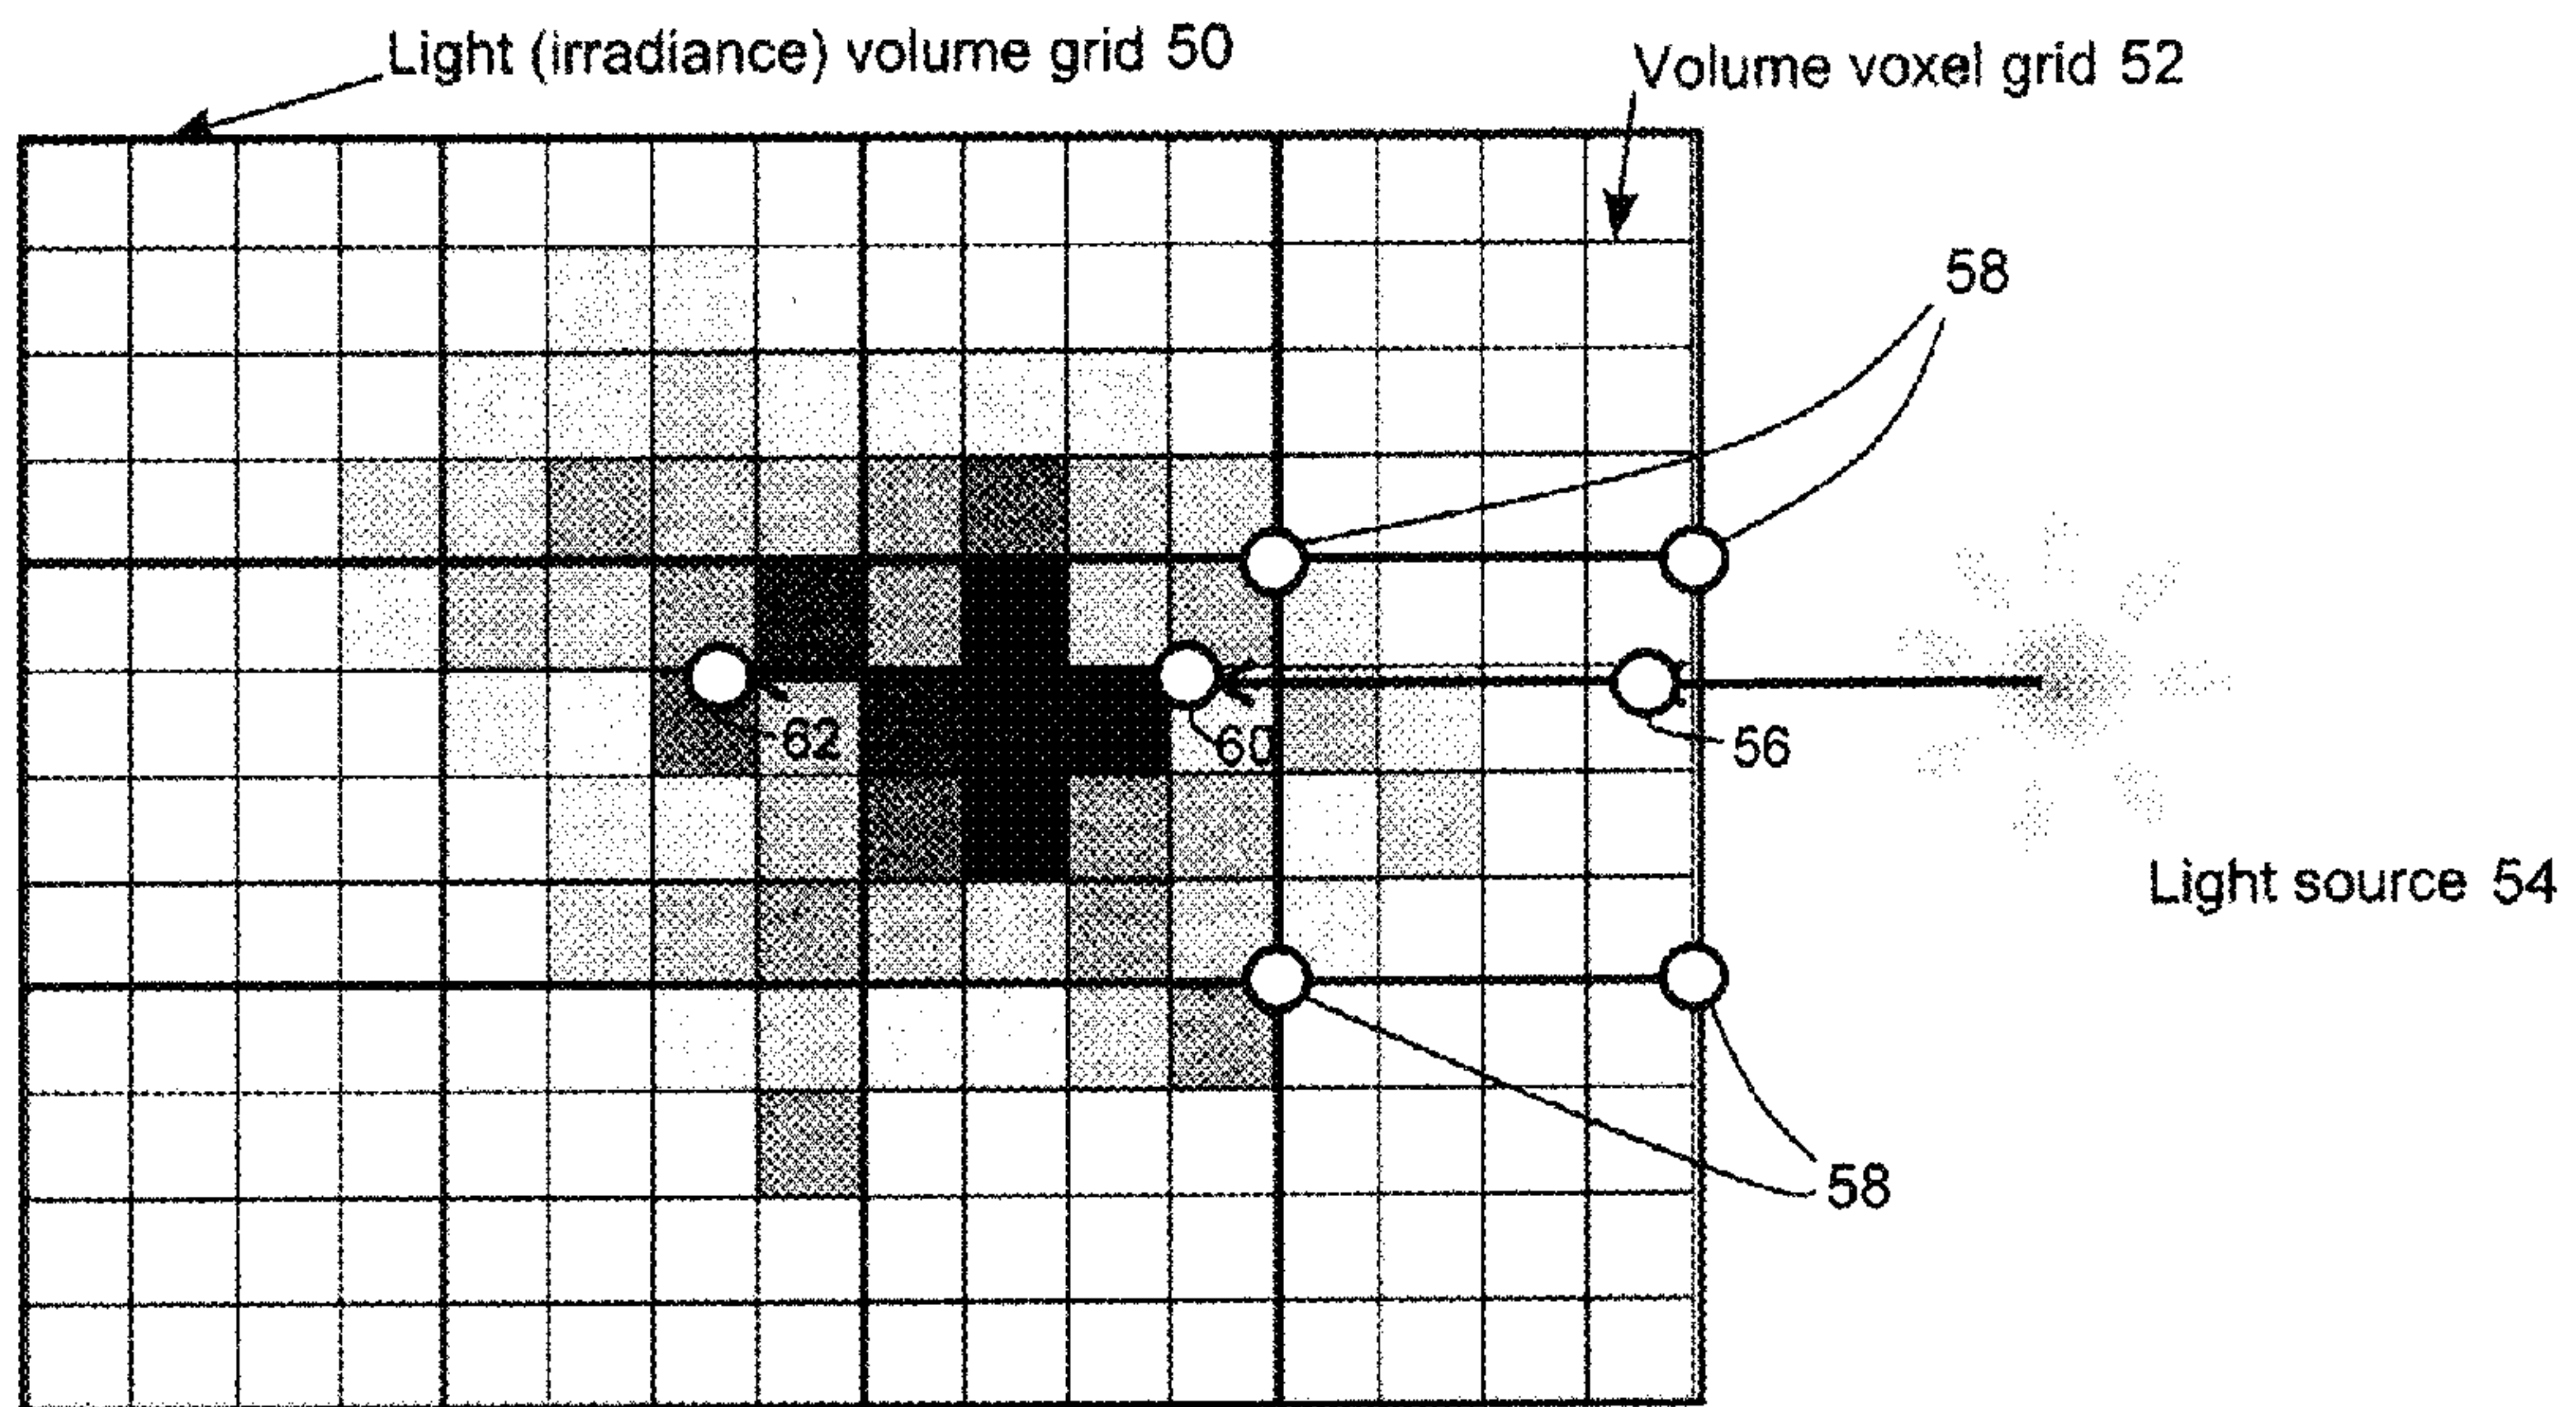 Light (irradiance) volume grid 50
Volume voxel grid 52
58
62
60
56
Light source 54
58